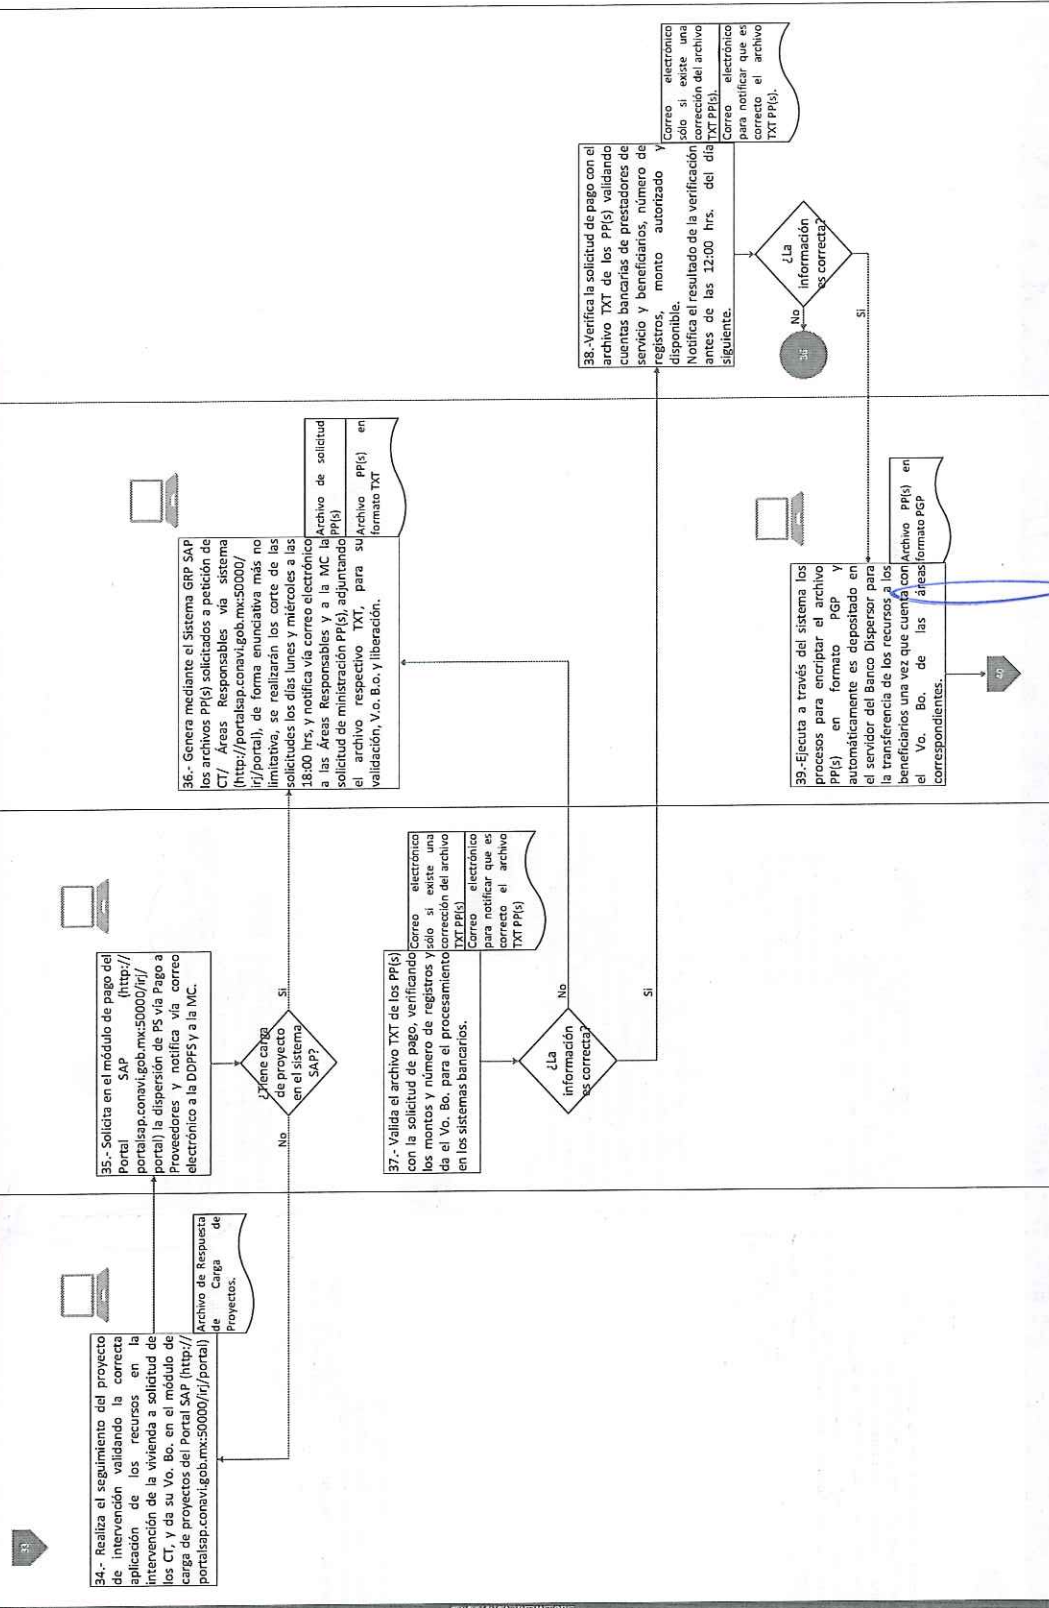 34.- Realiza el seguimiento del proyecto
de intervención validando la correcta
aplicación de los recursos en la
intervención de la vivienda a solicitud de
los CT, y da su Vo. Bo. en el módulo de
carga de proyectos del Portal SAP (http://
portalsap.conavi.gob.mx:50000/irj/portal)
Archivo de Respuesta
de Carga de
Proyectos.
35.- Solicita en el módulo de pago del
Portal SAP (http://
portalsap.conavi.gob.mx:50000/irj/
portal) la dispersión de PS vía Pago a
Proveedores y notifica vía correo
electrónico a la DDPFS y a la MC.
¿Tiene carga
de proyecto
en el sistema
SAP?
No
Si
36.- Genera mediante el Sistema GRP SAP
los archivos PP(s) solicitados a petición de
CT/ Áreas Responsables vía sistema
(http://portalsap.conavi.gob.mx:50000/
irj/portal), de forma enunciativa más no
limitativa, se realizarán los corte de las
solicitudes los días lunes y miércoles a las
18:00 hrs, y notifica vía correo electrónico
a las Áreas Responsables y a la MC la
solicitud de ministración PP(s), adjuntando
el archivo respectivo TXT, para su
validación, V.o. B.o. y liberación.
Archivo de solicitud
PP(s)
Archivo PP(s) en
formato TXT
37.- Valida el archivo TXT de los PP(s)
con la solicitud de pago, verificando
los montos y número de registros y
da el Vo. Bo. para el procesamiento
en los sistemas bancarios.
Correo electrónico
sólo si existe una
corrección del archivo
TXT PP(s)
Correo electrónico
para notificar que es
correcto el archivo
TXT PP(s)
¿La
información
es correcta?
No
Si
38.-Verifica la solicitud de pago con el
archivo TXT de los PP(s) validando
cuentas bancarias de prestadores de
servicio y beneficiarios, número de
registros, monto autorizado y
disponible.
Notifica el resultado de la verificación
antes de las 12:00 hrs. del día
siguiente.
Correo electrónico
sólo si existe una
corrección del archivo
TXT PP(s).
Correo electrónico
para notificar que es
correcto el archivo
TXT PP(s).
¿La
información
es correcta?
No
36
Si
39.-Ejecuta a través del sistema los
procesos para encriptar el archivo
PP(s) en formato PGP y
automáticamente es depositado en
el servidor del Banco Dispersor para
la transferencia de los recursos a los
beneficiarios una vez que cuenta con
el Vo. Bo. de las áreas
correspondientes.
Archivo PP(s) en
formato PGP
40